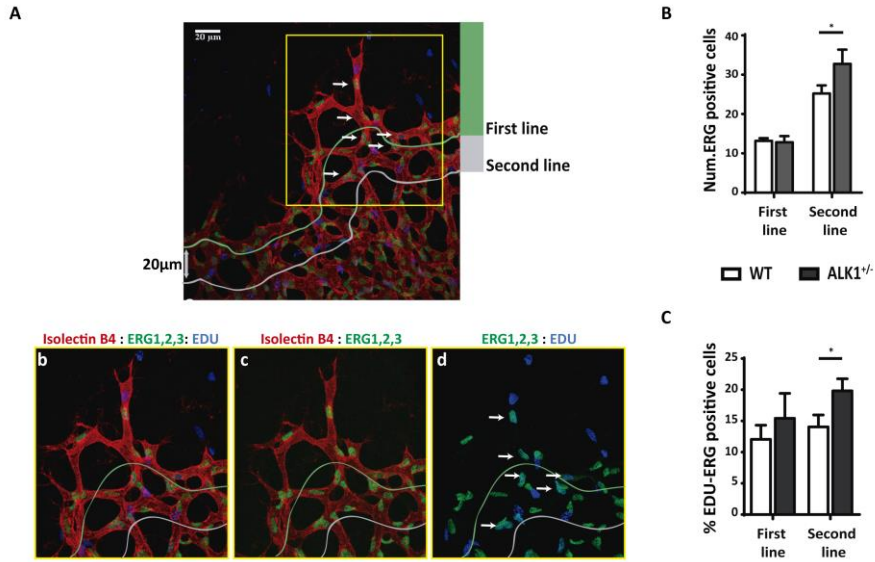 A
20 µm
First line
Second line
20µm
Isolectin B4 : ERG1,2,3: EDU
b
Isolectin B4 : ERG1,2,3
c
ERG1,2,3 : EDU
d
B
Num.ERG positive cells
40
30
20
10
0
*
First line
Second line
WT
ALK1+/-
C
% EDU-ERG positive cells
25
20
15
10
5
0
*
First line
Second line